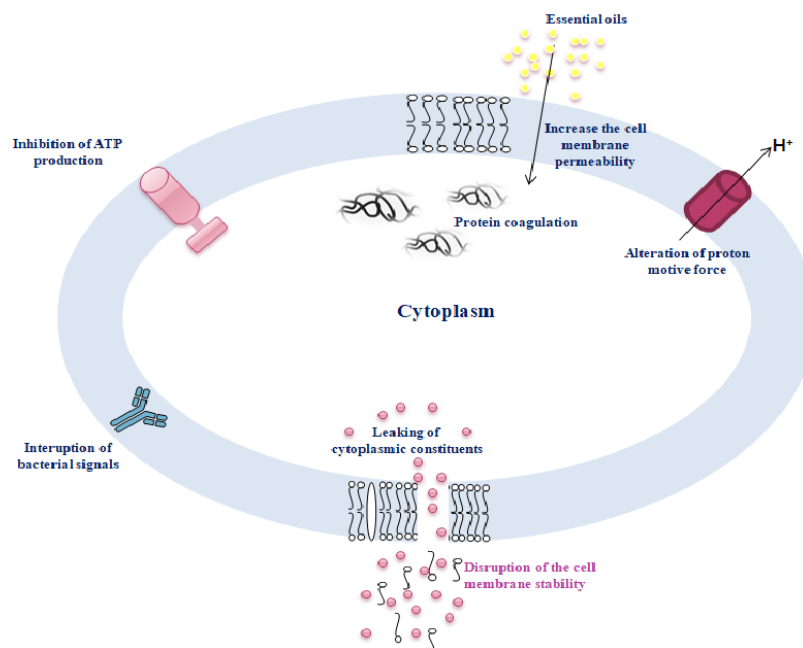 Essential oils
Inhibition of ATP
production
Increase the cell
membrane
permeability
H⁺
Protein coagulation
Alteration of proton
motive force
Cytoplasm
Interuption of
bacterial signals
Leaking of
cytoplasmic constituents
Disruption of the cell
membrane stability